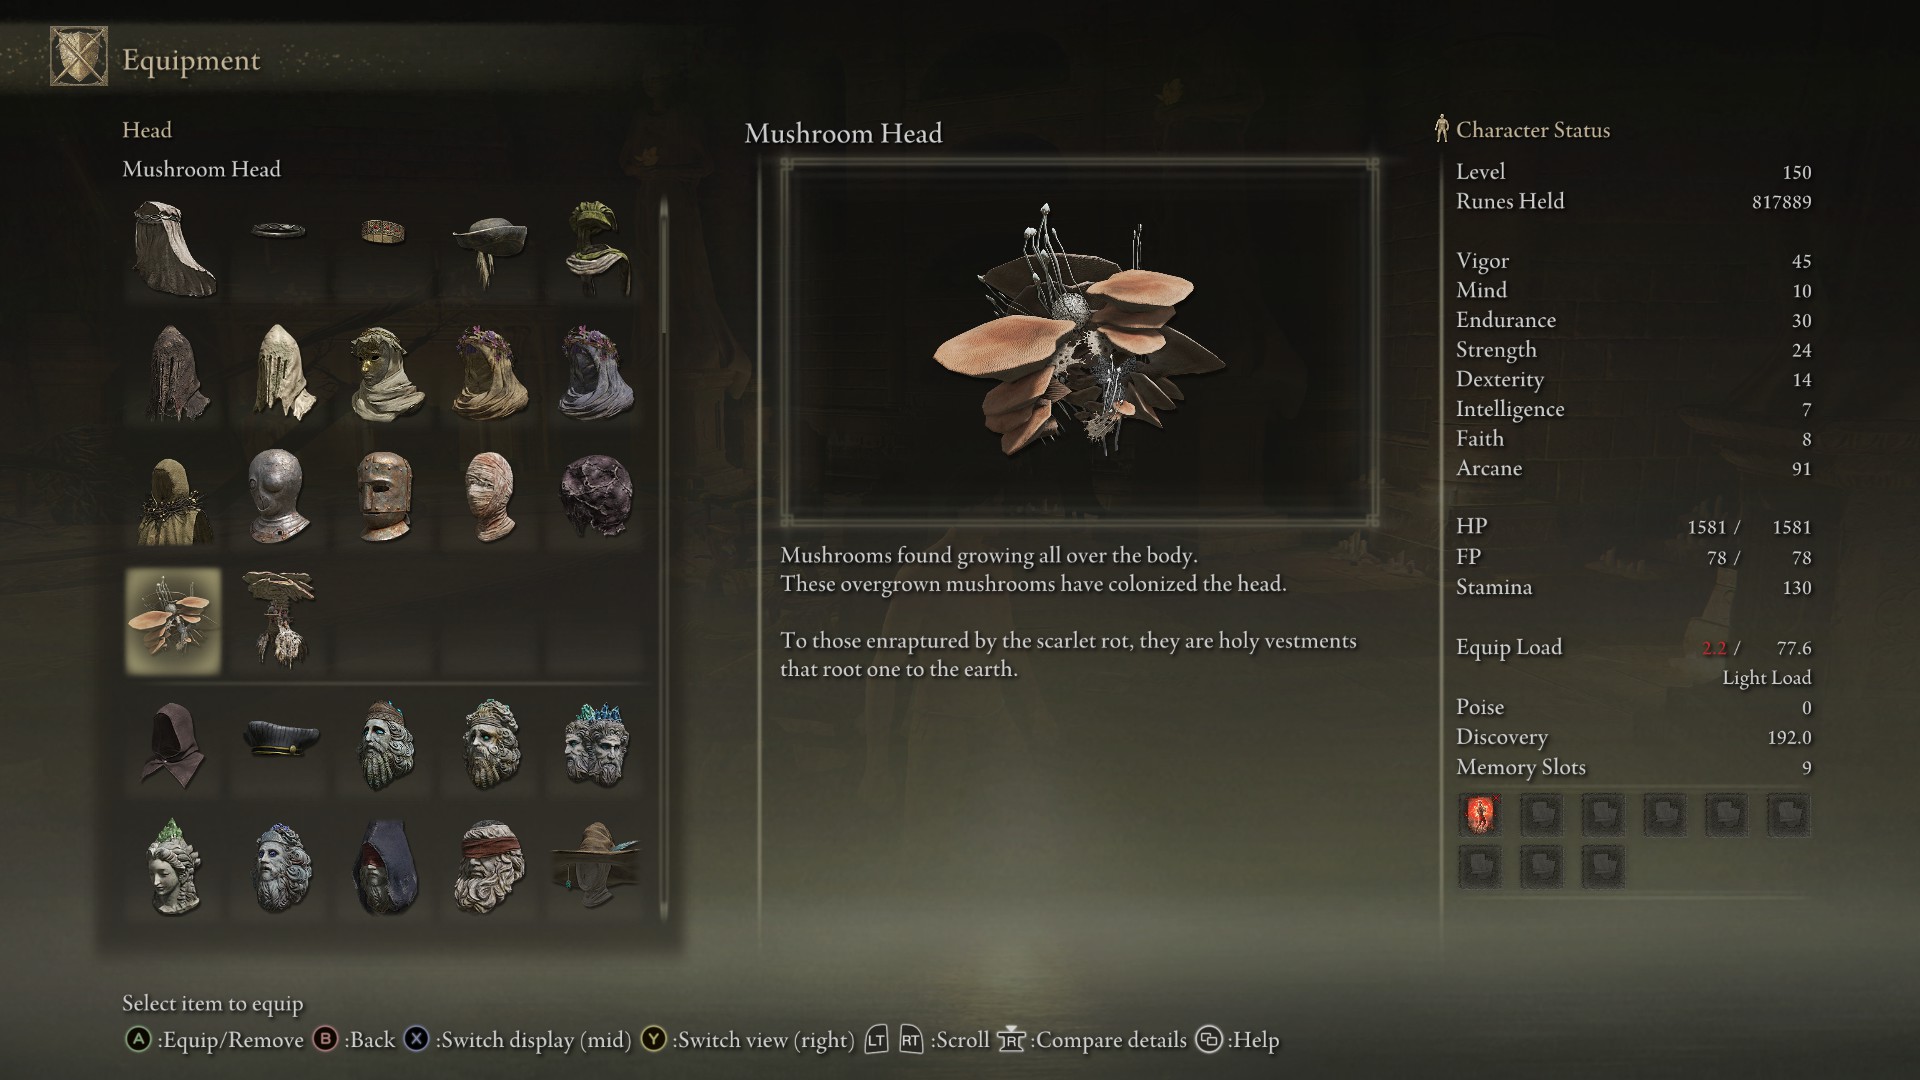 Equipment
Head
Mushroom Head
Mushroom Head
Mushrooms found growing all over the body.
These overgrown mushrooms have colonized the head.
To those enraptured by the scarlet rot, they are holy vestments
that root one to the earth.
Character Status
Level 150
Runes Held 817889
Vigor 45
Mind 10
Endurance 30
Strength 24
Dexterity 14
Intelligence 7
Faith 8
Arcane 91
HP 1581 / 1581
FP 78 / 78
Stamina 130
Equip Load 2.2 / 77.6
Light Load
Poise 0
Discovery 192.0
Memory Slots 9
Select item to equip
A :Equip/Remove B :Back X :Switch display (mid) Y :Switch view (right) LT RT :Scroll R :Compare details :Help